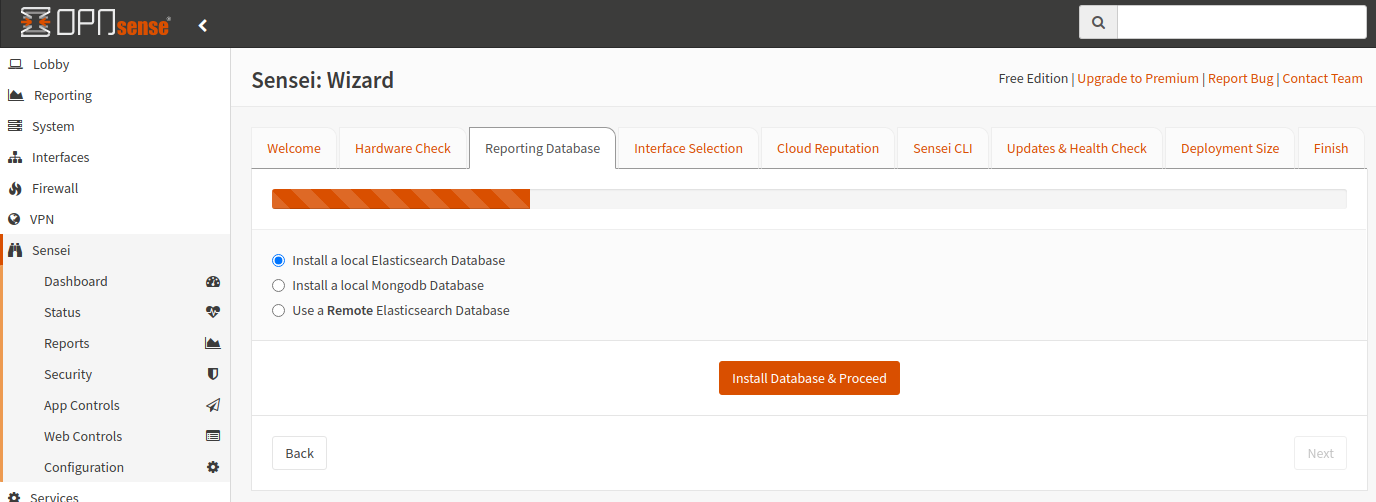 OPNsense®
Lobby
Reporting
System
Interfaces
Firewall
VPN
Sensei
Dashboard
Status
Reports
Security
App Controls
Web Controls
Configuration
Services
Sensei: Wizard
Free Edition | Upgrade to Premium | Report Bug | Contact Team
Welcome
Hardware Check
Reporting Database
Interface Selection
Cloud Reputation
Sensei CLI
Updates & Health Check
Deployment Size
Finish
Install a local Elasticsearch Database
Install a local Mongodb Database
Use a Remote Elasticsearch Database
Install Database & Proceed
Back
Next